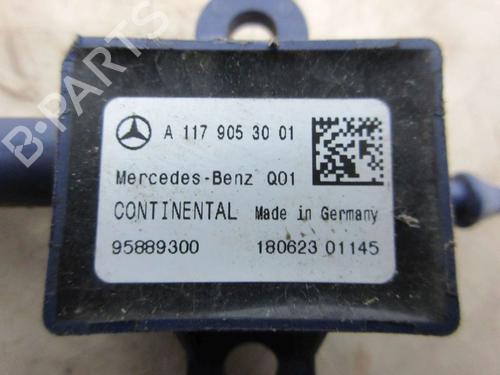 B-PARTS
A 117 905 30 01
Mercedes-Benz Q01
CONTINENTAL Made in Germany
95889300 180623 01145